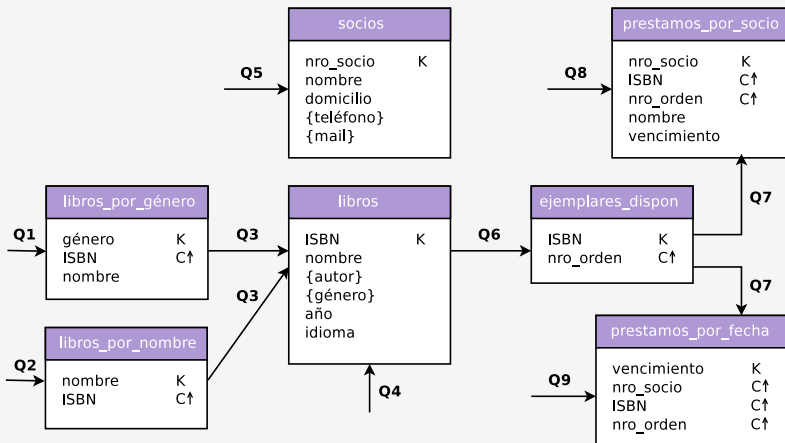 socios
nro_socio K
nombre
domicilio
{teléfono}
{mail}
Q5
prestamos_por_socio
nro_socio K
ISBN C↑
nro_orden C↑
nombre
vencimiento
Q8
Q7
libros_por_género
género K
ISBN C↑
nombre
Q1
Q3
libros
ISBN K
nombre
{autor}
{género}
año
idioma
Q6
ejemplares_dispon
ISBN K
nro_orden C↑
Q7
Q3
libros_por_nombre
nombre K
ISBN C↑
Q2
Q4
prestamos_por_fecha
vencimiento K
nro_socio C↑
ISBN C↑
nro_orden C↑
Q9